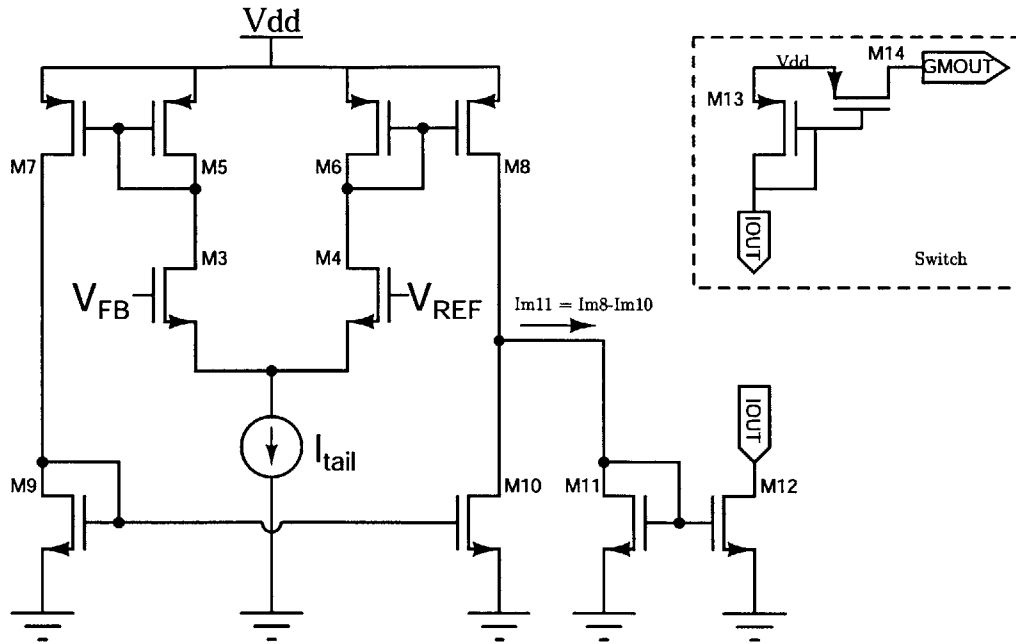 Vdd
M14
Vdd
GMOUT
M13
M7
M5
M6
M8
M3
M4
IOUT
Switch
VFB
VREF
Im11 = Im8-Im10
IOUT
Itail
M9
M10
M11
M12